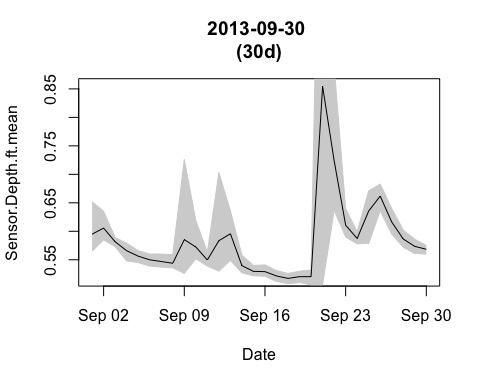 2013-09-30
(30d)
Sensor.Depth.ft.mean
0.85
0.75
0.65
0.55
Sep 02 Sep 09 Sep 16 Sep 23 Sep 30
Date